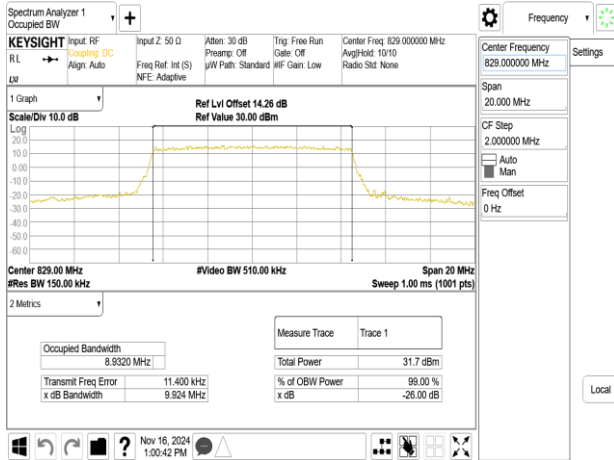 Spectrum Analyzer 1
Occupied BW
KEYSIGHT
RL
Input: RF
Coupling: DC
Align: Auto
Input Z: 50 Ω
Freq Ref: Int (S)
NFE: Adaptive
Atten: 30 dB
Preamp: Off
µW Path: Standard
Trig: Free Run
Gate: Off
#IF Gain: Low
Center Freq: 829.000000 MHz
Avg|Hold: 10/10
Radio Std: None
Frequency
Center Frequency
829.000000 MHz
Settings
Span
20.000 MHz
CF Step
2.000000 MHz
Auto
Man
Freq Offset
0 Hz
Local
1 Graph
Scale/Div 10.0 dB
Ref Lvl Offset 14.26 dB
Ref Value 30.00 dBm
Log
20.0
10.0
0.00
-10.0
-20.0
-30.0
-40.0
-50.0
-60.0
Center 829.00 MHz
#Res BW 150.00 kHz
#Video BW 510.00 kHz
Span 20 MHz
Sweep 1.00 ms (1001 pts)
2 Metrics
Occupied Bandwidth
8.9320 MHz
Transmit Freq Error 11.400 kHz
x dB Bandwidth 9.924 MHz
Measure Trace Trace 1
Total Power 31.7 dBm
% of OBW Power 99.00 %
x dB -26.00 dB
?
Nov 16, 2024
1:00:42 PM